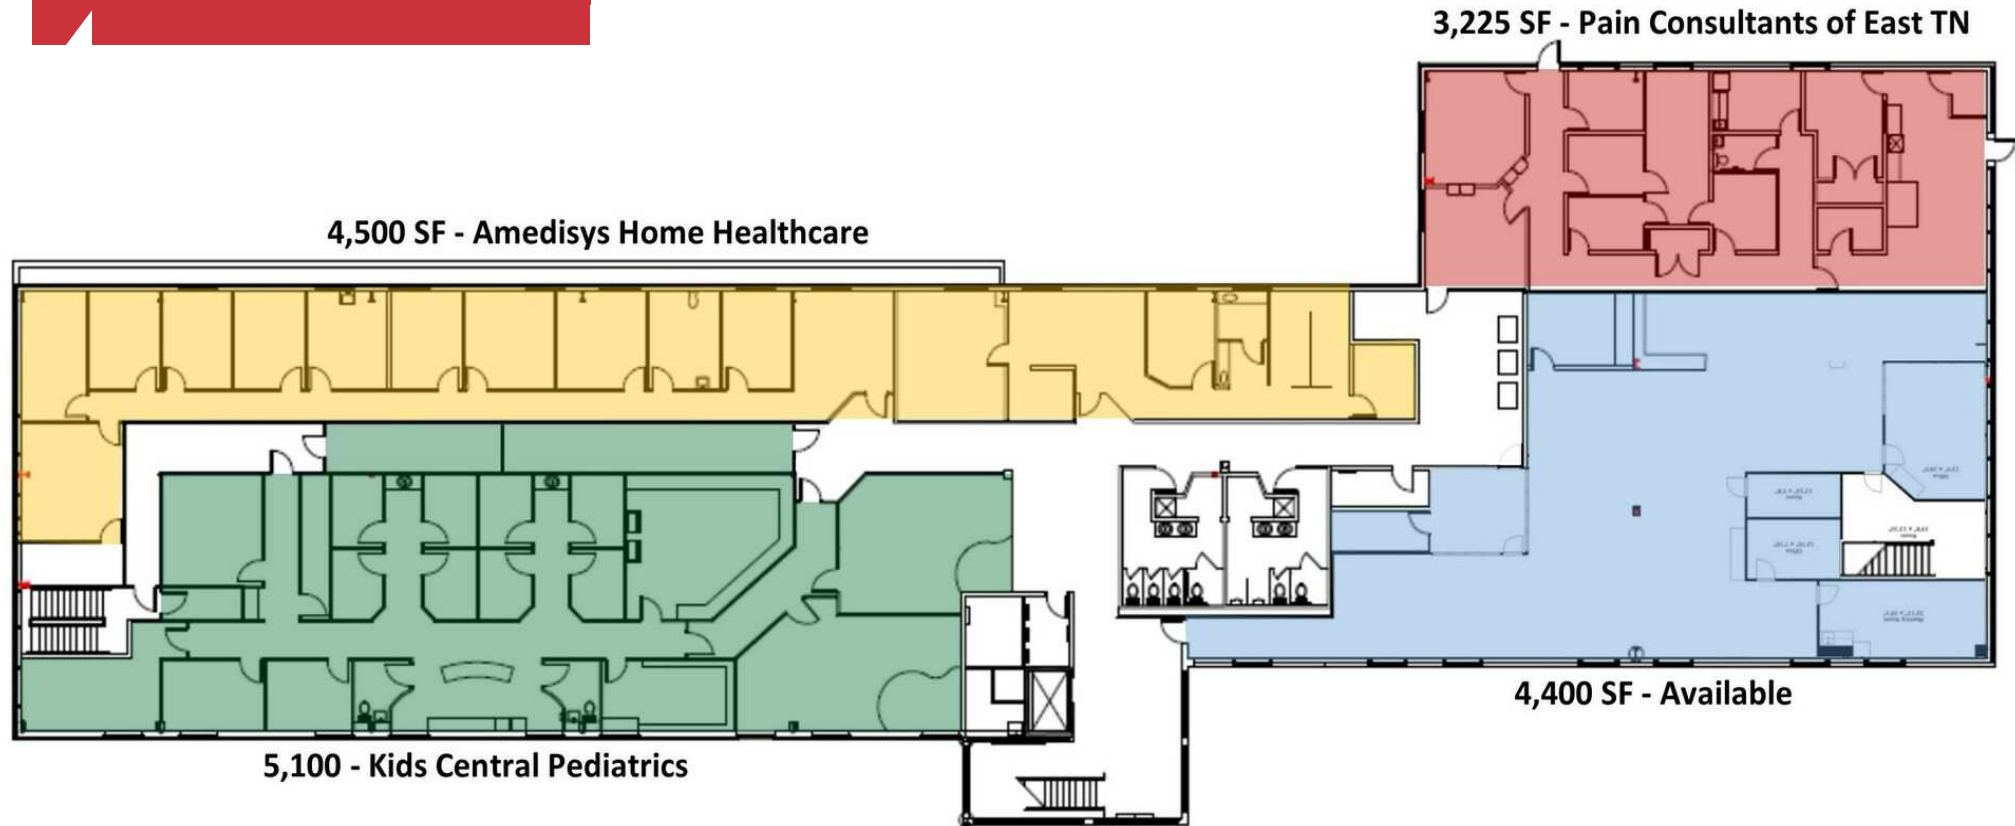 3,225 SF - Pain Consultants of East TN
4,500 SF - Amedisys Home Healthcare
4,400 SF - Available
5,100 - Kids Central Pediatrics